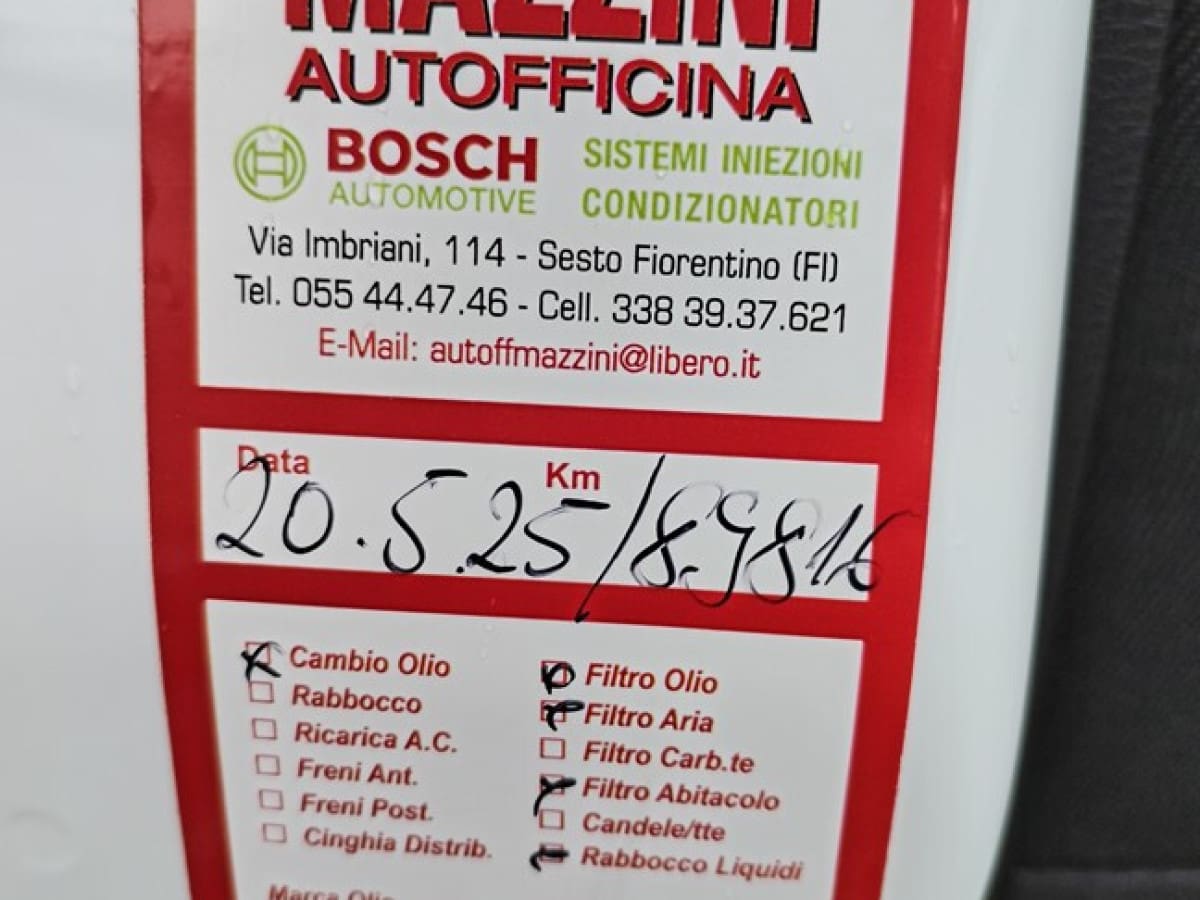 MAZZINI
AUTOFFICINA
BOSCH
AUTOMOTIVE
SISTEMI INIEZIONI
CONDIZIONATORI
Via Imbriani, 114 - Sesto Fiorentino (FI)
Tel. 055 44.47.46 - Cell. 338 39.37.621
E-Mail: autoffmazzini@libero.it
Data Km
20.5.25/89816
Cambio Olio
Rabbocco
Ricarica A.C.
Freni Ant.
Freni Post.
Cinghia Distrib.
Filtro Olio
Filtro Aria
Filtro Carb.te
Filtro Abitacolo
Candele/tte
Rabbocco Liquidi
Marca Olio